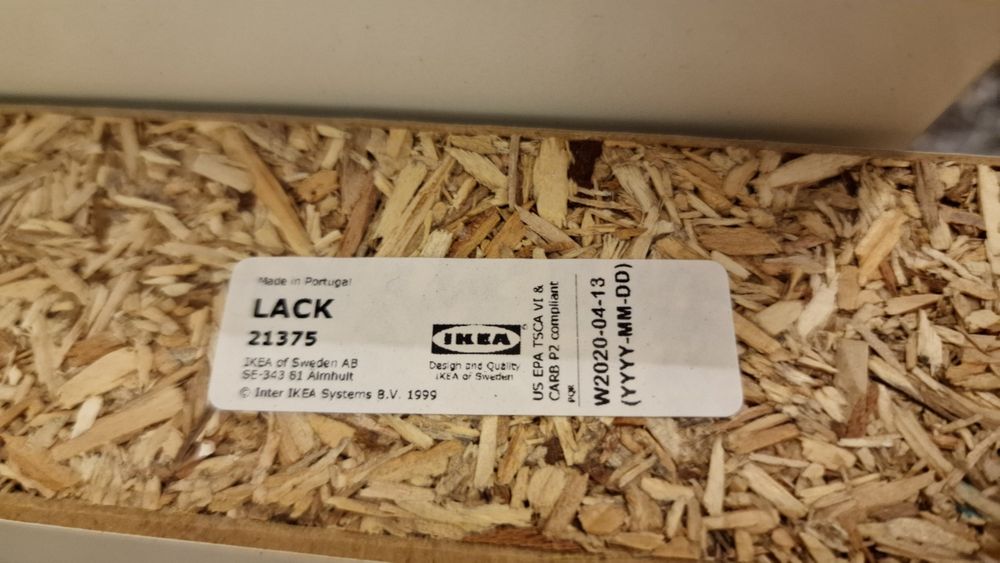 Made in Portugal
LACK
21375
IKEA of Sweden AB
SE-343 81 Älmhult
© Inter IKEA Systems B.V. 1999
IKEA
Design and Quality
IKEA of Sweden
US EPA TSCA VI &
CARB P2 compliant
W2020-04-13
(YYYY-MM-DD)